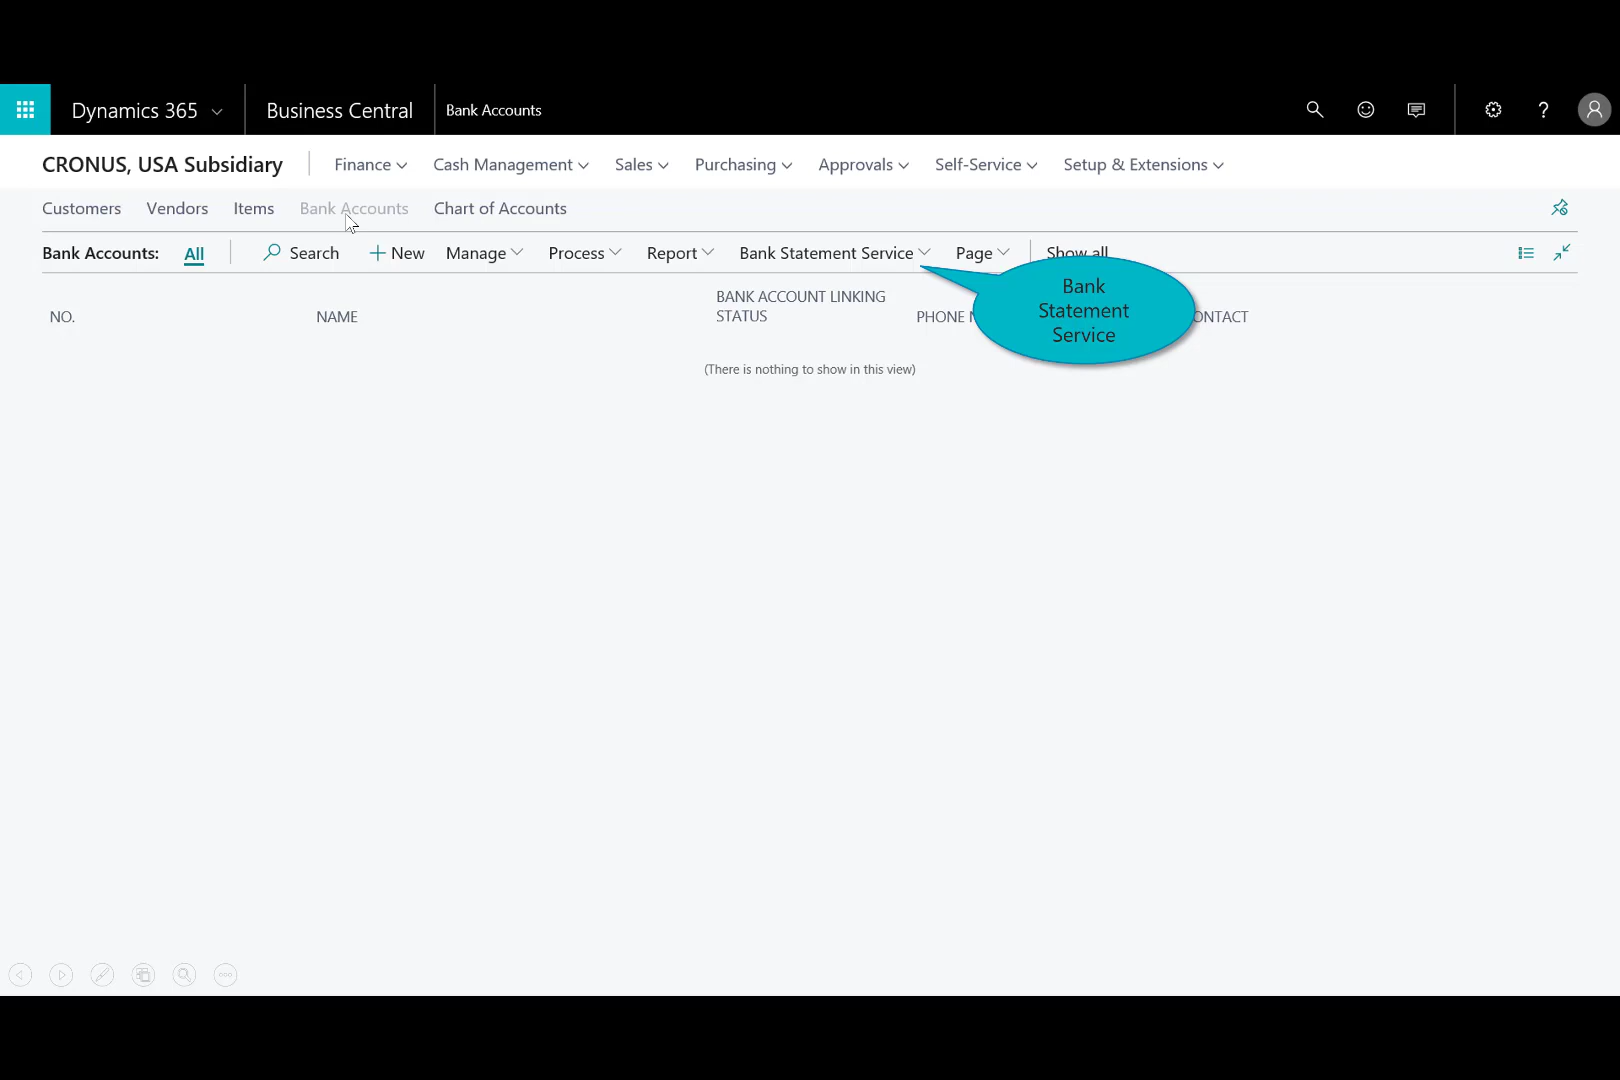 Dynamics 365 Business Central Bank Accounts ?
CRONUS, USA Subsidiary Finance Cash Management Sales Purchasing Approvals Self-Service Setup & Extensions
Customers Vendors Items Bank Accounts Chart of Accounts
Bank Accounts: All Search + New Manage Process Report Bank Statement Service Page Show all
Bank
Statement
Service
BANK ACCOUNT LINKING
STATUS
NO. NAME PHONE ONTACT
(There is nothing to show in this view)